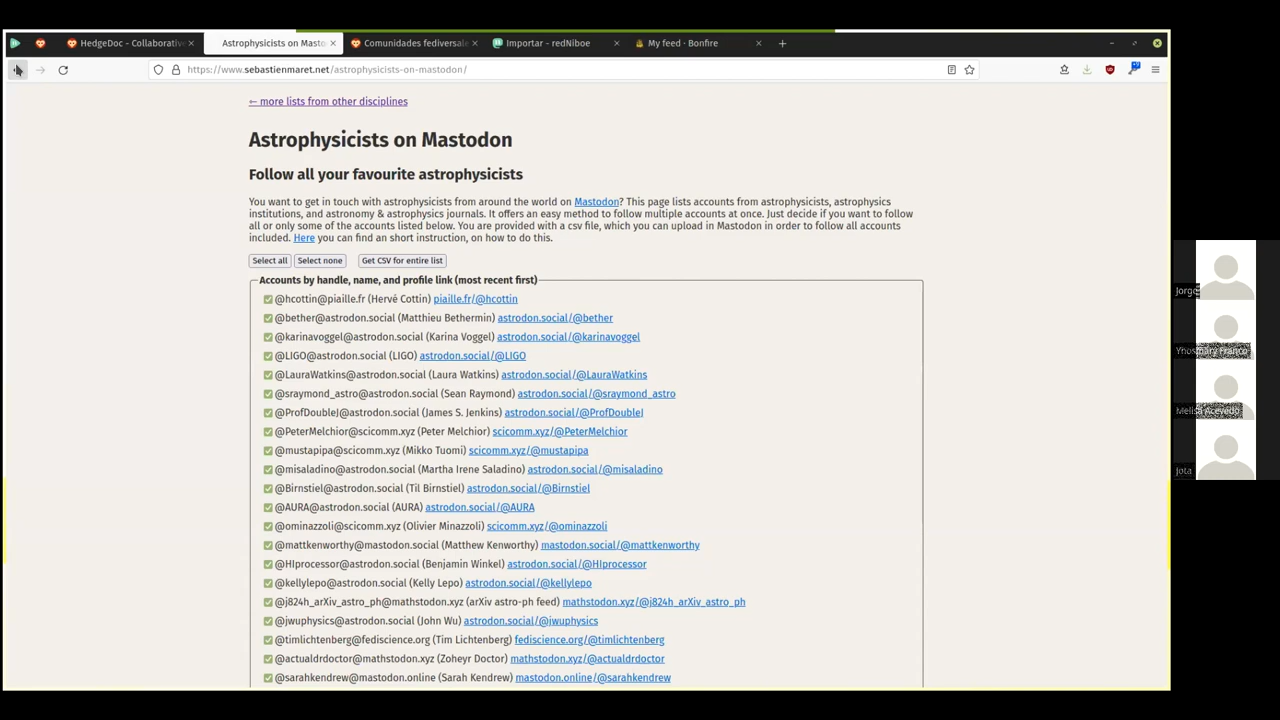 HedgeDoc - Collaborative
Astrophysicists on Masto
Comunidades fediversale
Importar - redNiboe
My feed · Bonfire
https://www.sebastienmaret.net/astrophysicists-on-mastodon/
← more lists from other disciplines
Astrophysicists on Mastodon
Follow all your favourite astrophysicists
You want to get in touch with astrophysicists from around the world on Mastodon? This page lists accounts from astrophysicists, astrophysics
institutions, and astronomy & astrophysics journals. It offers an easy method to follow multiple accounts at once. Just decide if you want to follow
all or only some of the accounts listed below. You are provided with a csv file, which you can upload in Mastodon in order to follow all accounts
included. Here you can find an short instruction, on how to do this.
Select all Select none Get CSV for entire list
Accounts by handle, name, and profile link (most recent first)
@hcottin@piaille.fr (Hervé Cottin) piaille.fr/@hcottin
@bether@astrodon.social (Matthieu Bethermin) astrodon.social/@bether
@karinavoggel@astrodon.social (Karina Voggel) astrodon.social/@karinavoggel
@LIGO@astrodon.social (LIGO) astrodon.social/@LIGO
@LauraWatkins@astrodon.social (Laura Watkins) astrodon.social/@LauraWatkins
@sraymond_astro@astrodon.social (Sean Raymond) astrodon.social/@sraymond_astro
@ProfDoubleJ@astrodon.social (James S. Jenkins) astrodon.social/@ProfDoubleJ
@PeterMelchior@scicomm.xyz (Peter Melchior) scicomm.xyz/@PeterMelchior
@mustapipa@scicomm.xyz (Mikko Tuomi) scicomm.xyz/@mustapipa
@misaladino@astrodon.social (Martha Irene Saladino) astrodon.social/@misaladino
@Birnstiel@astrodon.social (Til Birnstiel) astrodon.social/@Birnstiel
@AURA@astrodon.social (AURA) astrodon.social/@AURA
@ominazzoli@scicomm.xyz (Olivier Minazzoli) scicomm.xyz/@ominazzoli
@mattkenworthy@mastodon.social (Matthew Kenworthy) mastodon.social/@mattkenworthy
@HIprocessor@astrodon.social (Benjamin Winkel) astrodon.social/@HIprocessor
@kellylepo@astrodon.social (Kelly Lepo) astrodon.social/@kellylepo
@j824h_arXiv_astro_ph@mathstodon.xyz (arXiv astro-ph feed) mathstodon.xyz/@j824h_arXiv_astro_ph
@jwuphysics@astrodon.social (John Wu) astrodon.social/@jwuphysics
@timlichtenberg@fediscience.org (Tim Lichtenberg) fediscience.org/@timlichtenberg
@actualdrdoctor@mathstodon.xyz (Zoheyr Doctor) mathstodon.xyz/@actualdrdoctor
@sarahkendrew@mastodon.online (Sarah Kendrew) mastodon.online/@sarahkendrew
Jorge
Yhosmary Franco
Melisa Acevedo
Jota